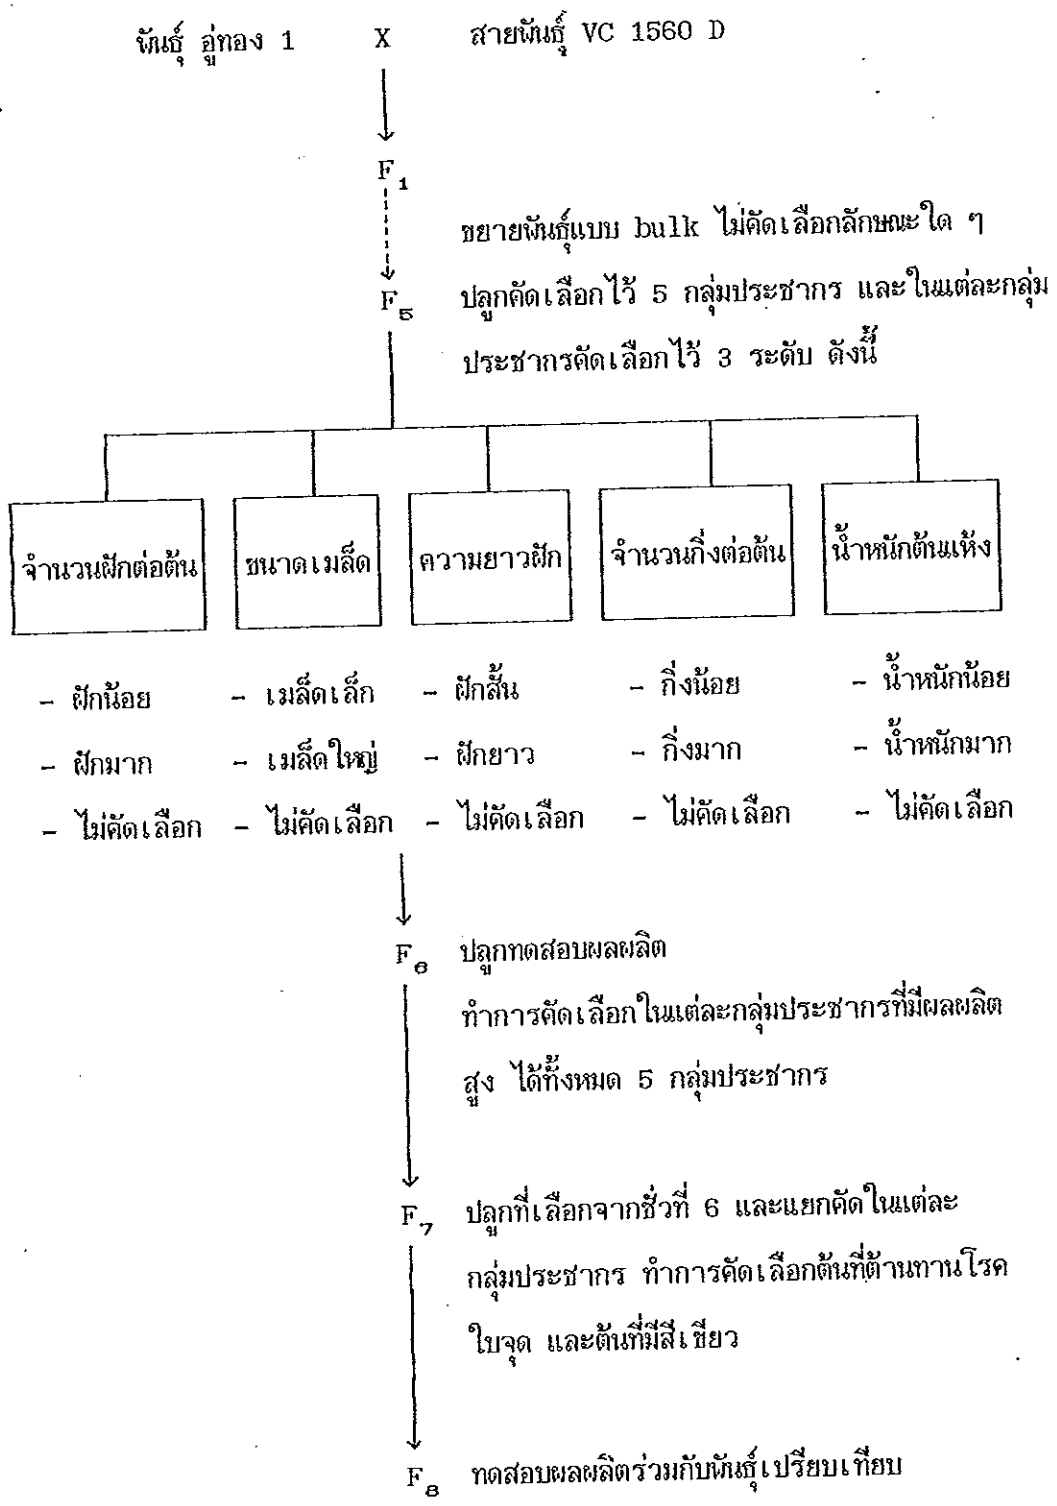 พันธุ์ อู่ทอง 1 X สายพันธุ์ VC 1560 D
F1
ขยายพันธุ์แบบ bulk ไม่คัดเลือกลักษณะใด ๆ
F5 ปลูกคัดเลือกไว้ 5 กลุ่มประชากร และในแต่ละกลุ่ม
ประชากรคัดเลือกไว้ 3 ระดับ ดังนี้
จำนวนฝักต่อต้น ขนาดเมล็ด ความยาวฝัก จำนวนกิ่งต่อต้น น้ำหนักต้นแห้ง
- ฝักน้อย - เมล็ดเล็ก - ฝักสั้น - กิ่งน้อย - น้ำหนักน้อย
- ฝักมาก - เมล็ดใหญ่ - ฝักยาว - กิ่งมาก - น้ำหนักมาก
- ไม่คัดเลือก - ไม่คัดเลือก - ไม่คัดเลือก - ไม่คัดเลือก - ไม่คัดเลือก
F6 ปลูกทดสอบผลผลิต
ทำการคัดเลือกในแต่ละกลุ่มประชากรที่มีผลผลิต
สูง ได้ทั้งหมด 5 กลุ่มประชากร
F7 ปลูกที่เลือกจากชั่วที่ 6 และแยกคัดในแต่ละ
กลุ่มประชากร ทำการคัดเลือกต้นที่ต้านทานโรค
ใบจุด และต้นที่มีสีเขียว
F8 ทดสอบผลผลิตร่วมกับพันธุ์เปรียบเทียบ